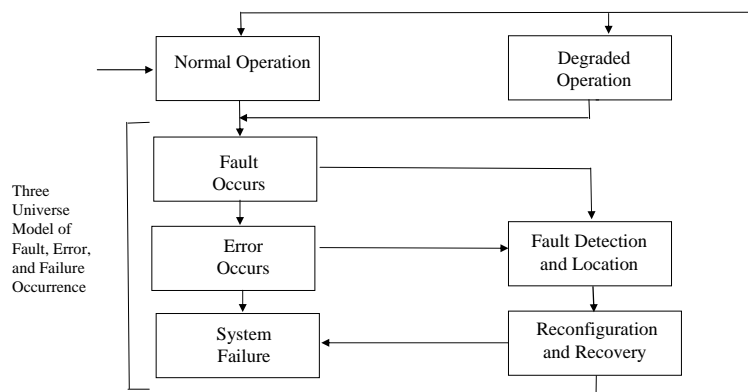 Normal Operation
Degraded
Operation
Fault
Occurs
Three
Universe
Model of
Fault, Error,
and Failure
Occurrence
Error
Occurs
Fault Detection
and Location
System
Failure
Reconfiguration
and Recovery